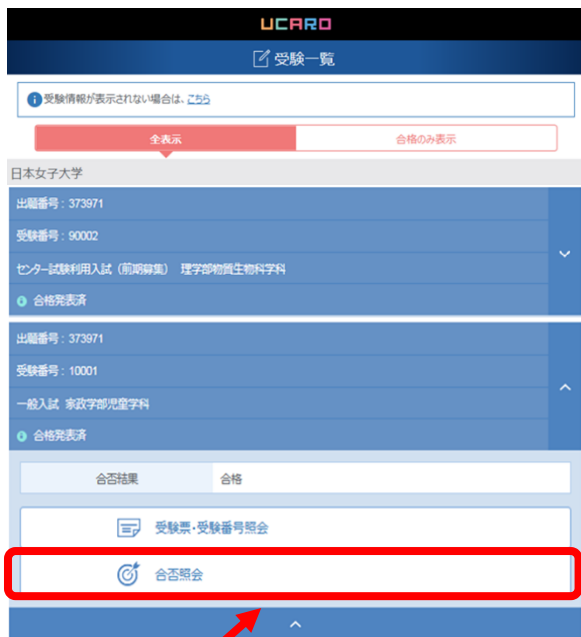 UCARO
受験一覧
受験情報が表示されない場合は、こちら
全表示
合格のみ表示
日本女子大学
出願番号：373971
受験番号：90002
センター試験利用入試（前期募集） 理学部物質生物科学科
合格発表済
出願番号：373971
受験番号：10001
一般入試 家政学部児童学科
合格発表済
合否結果 合格
受験票・受験番号照会
合否照会